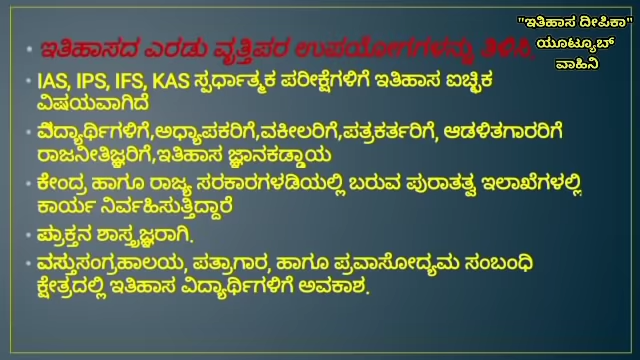 "ಇತಿಹಾಸ ದೀಪಿಕಾ"
ಯೂಟ್ಯೂಬ್
ವಾಹಿನಿ
ಇತಿಹಾಸದ ಎರಡು ವೃತ್ತಿಪರ ಉಪಯೋಗಗಳನ್ನು ತಿಳಿಸಿ
IAS, IPS, IFS, KAS ಸ್ಪರ್ಧಾತ್ಮಕ ಪರೀಕ್ಷೆಗಳಿಗೆ ಇತಿಹಾಸ ಐಚ್ಛಿಕ
ವಿಷಯವಾಗಿದೆ
ವಿದ್ಯಾರ್ಥಿಗಳಿಗೆ,ಅಧ್ಯಾಪಕರಿಗೆ,ವಕೀಲರಿಗೆ,ಪತ್ರಕರ್ತರಿಗೆ, ಆಡಳಿತಗಾರರಿಗೆ
ರಾಜನೀತಿಜ್ಞರಿಗೆ,ಇತಿಹಾಸ ಜ್ಞಾನಕಡ್ಡಾಯ
ಕೇಂದ್ರ ಹಾಗೂ ರಾಜ್ಯ ಸರಕಾರಗಳಡಿಯಲ್ಲಿ ಬರುವ ಪುರಾತತ್ವ ಇಲಾಖೆಗಳಲ್ಲಿ
ಕಾರ್ಯ ನಿರ್ವಹಿಸುತ್ತಿದ್ದಾರೆ
ಪ್ರಾಕ್ತನ ಶಾಸ್ತ್ರಜ್ಞರಾಗಿ.
ವಸ್ತುಸಂಗ್ರಹಾಲಯ, ಪತ್ರಾಗಾರ, ಹಾಗೂ ಪ್ರವಾಸೋದ್ಯಮ ಸಂಬಂಧಿ
ಕ್ಷೇತ್ರದಲ್ಲಿ ಇತಿಹಾಸ ವಿದ್ಯಾರ್ಥಿಗಳಿಗೆ ಅವಕಾಶ.